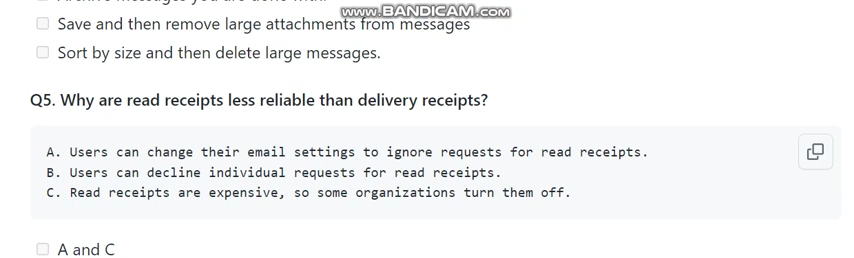 www.BANDICAM.com
Save and then remove large attachments from messages
Sort by size and then delete large messages.
Q5. Why are read receipts less reliable than delivery receipts?
A. Users can change their email settings to ignore requests for read receipts.
B. Users can decline individual requests for read receipts.
C. Read receipts are expensive, so some organizations turn them off.
A and C